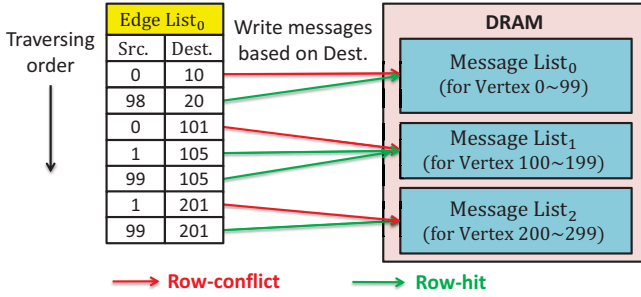 Traversing
order
Edge List₀
Src. Dest.
0 10
98 20
0 101
1 105
99 105
1 201
99 201
Write messages
based on Dest.
DRAM
Message List₀
(for Vertex 0~99)
Message List₁
(for Vertex 100~199)
Message List₂
(for Vertex 200~299)
Row-conflict
Row-hit